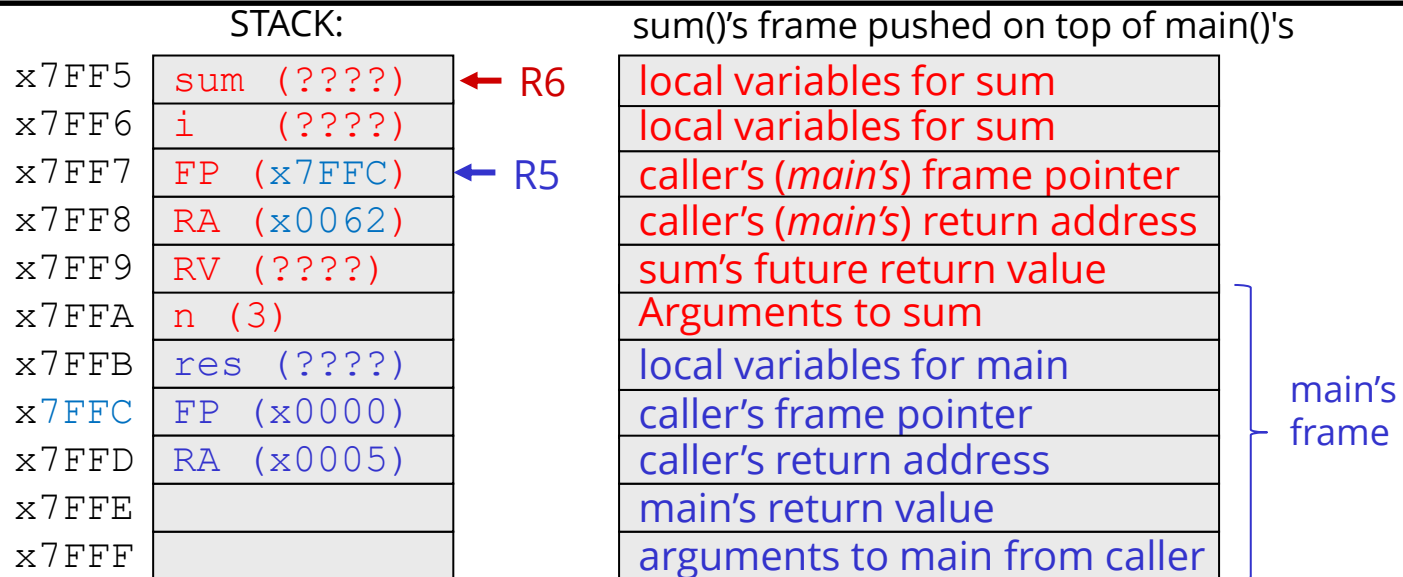 STACK: sum()’s frame pushed on top of main()'s
x7FF5 sum (????) R6 local variables for sum
x7FF6 i (????) local variables for sum
x7FF7 FP (x7FFC) R5 caller’s (main’s) frame pointer
x7FF8 RA (x0062) caller’s (main’s) return address
x7FF9 RV (????) sum’s future return value
x7FFA n (3) Arguments to sum
x7FFB res (????) local variables for main
x7FFC FP (x0000) caller’s frame pointer
x7FFD RA (x0005) caller’s return address
x7FFE main’s return value
x7FFF arguments to main from caller
main’s
frame